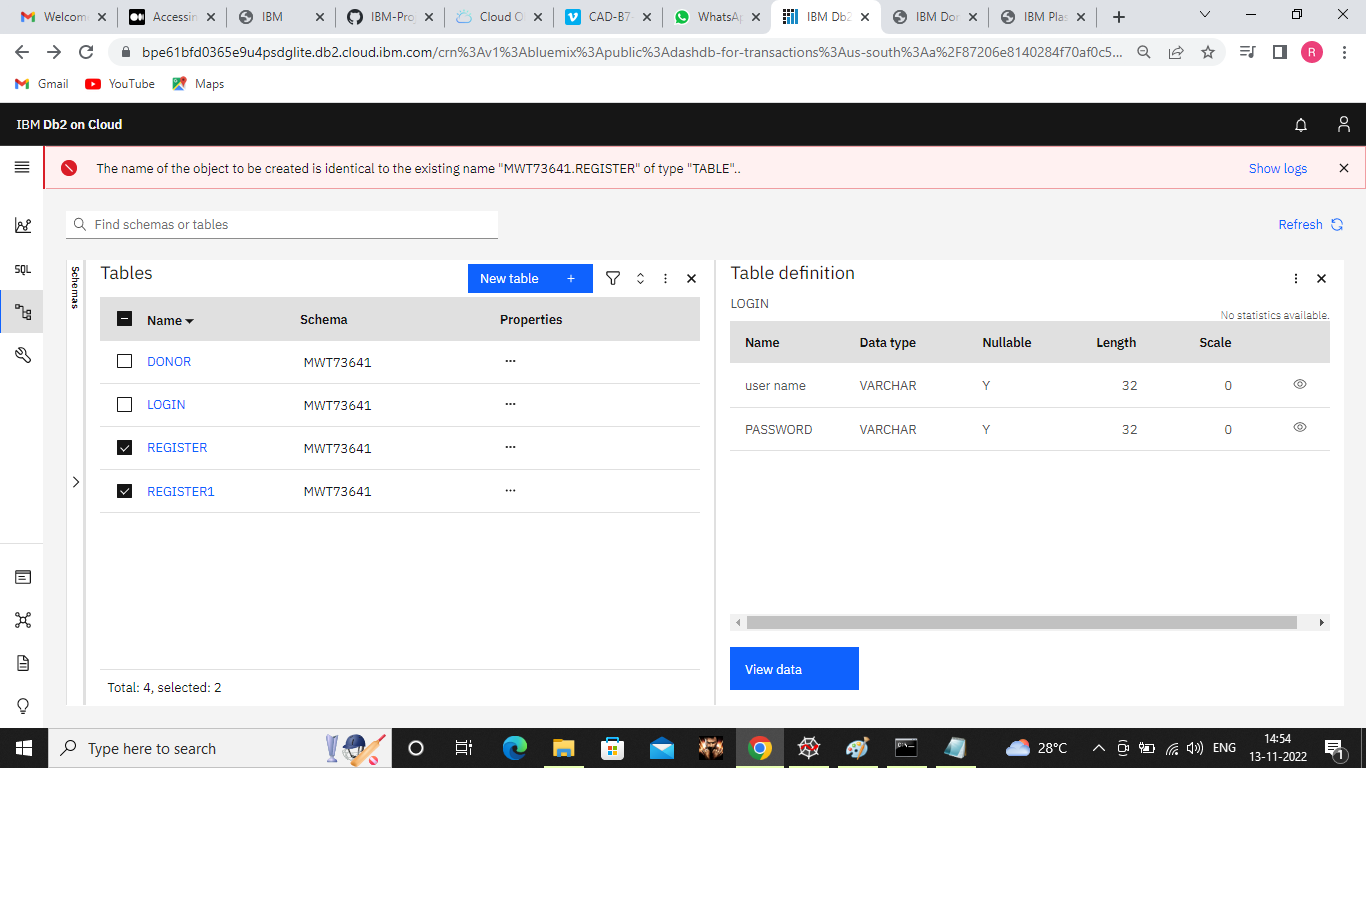 Welcome
Accessin
IBM
IBM-Proj
Cloud O
CAD-B7-
WhatsAp
IBM Db2
IBM Don
IBM Plas
bpe61bfd0365e9u4psdglite.db2.cloud.ibm.com/crn%3Av1%3Abluemix%3Apublic%3Adashdb-for-transactions%3Aus-south%3Aa%2F87206e8140284f70af0c5...
R
Gmail
YouTube
Maps
IBM Db2 on Cloud
The name of the object to be created is identical to the existing name "MWT73641.REGISTER" of type "TABLE"..
Show logs
Find schemas or tables
Refresh
SQL
Schemas
Tables
New table +
Name
Schema
Properties
DONOR MWT73641 ...
LOGIN MWT73641 ...
REGISTER MWT73641 ...
REGISTER1 MWT73641 ...
Total: 4, selected: 2
Table definition
LOGIN
No statistics available.
Name Data type Nullable Length Scale
user name VARCHAR Y 32 0
PASSWORD VARCHAR Y 32 0
View data
Type here to search
28°C
ENG
14:54
13-11-2022
1